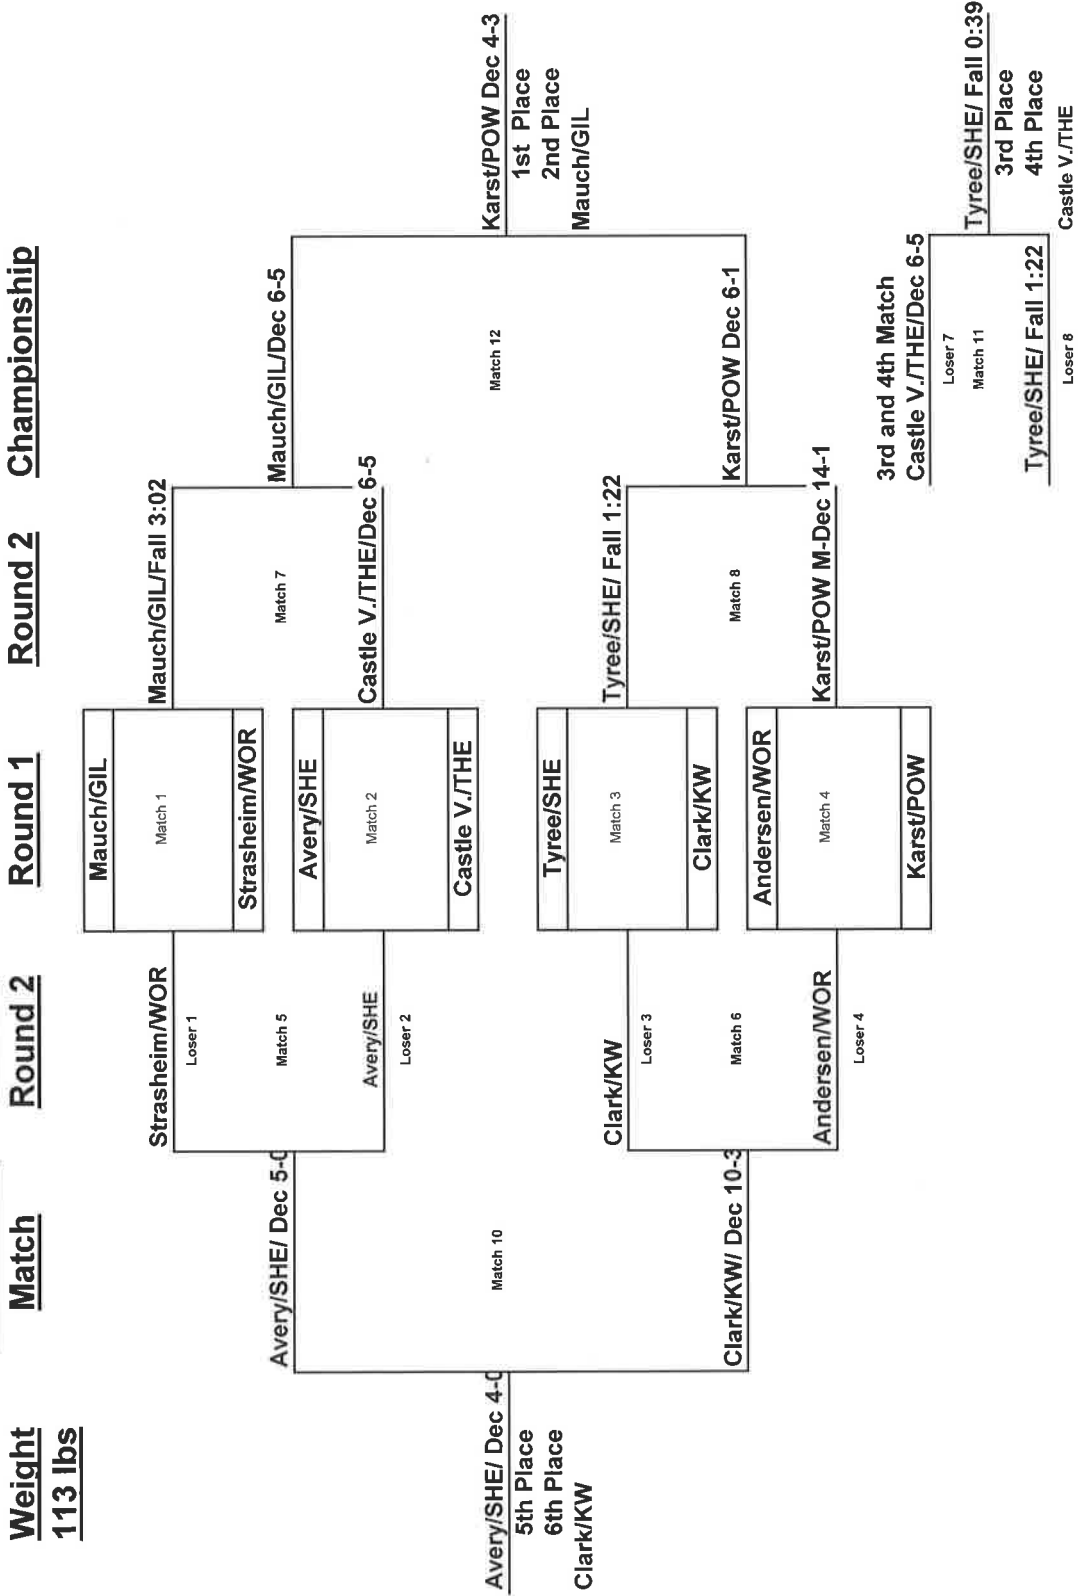 Weight
113 lbs
Match
Round 2
Round 1
Round 2
Championship
Mauch/GIL
Match 1
Strasheim/WOR
Avery/SHE
Match 2
Castle V./THE
Tyree/SHE
Match 3
Clark/KW
Andersen/WOR
Match 4
Karst/POW
Strasheim/WOR
Loser 1
Match 5
Avery/SHE
Loser 2
Clark/KW
Loser 3
Match 6
Andersen/WOR
Loser 4
Avery/SHE/ Dec 5-0
Match 10
Clark/KW/ Dec 10-3
Avery/SHE/ Dec 4-0
5th Place
6th Place
Clark/KW
Mauch/GIL/Fall 3:02
Match 7
Castle V./THE/Dec 6-5
Tyree/SHE/ Fall 1:22
Match 8
Karst/POW M-Dec 14-1
Mauch/GIL/Dec 6-5
Match 12
Karst/POW Dec 6-1
Karst/POW Dec 4-3
1st Place
2nd Place
Mauch/GIL
3rd and 4th Match
Castle V./THE/Dec 6-5
Loser 7
Match 11
Tyree/SHE/ Fall 1:22
Loser 8
Tyree/SHE/ Fall 0:39
3rd Place
4th Place
Castle V./THE